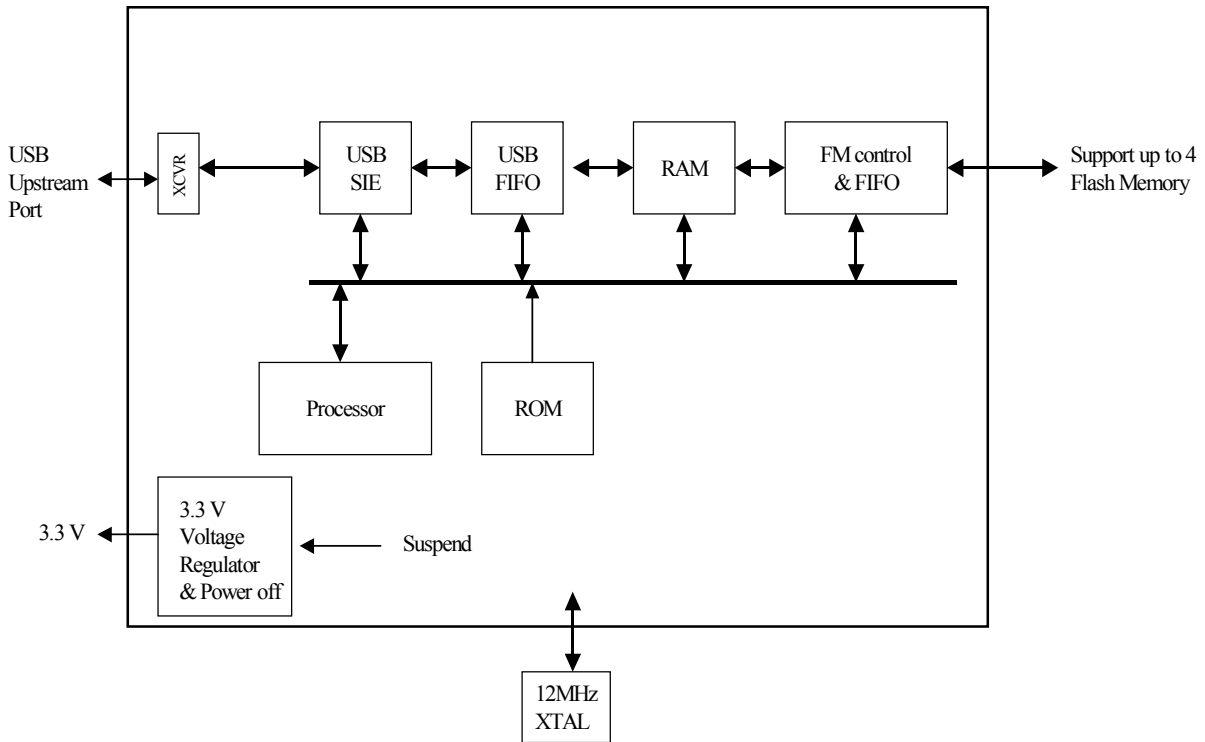 USB
Upstream
Port
XCVR
USB
SIE
USB
FIFO
RAM
FM control
& FIFO
Support up to 4
Flash Memory
Processor
ROM
3.3 V
3.3 V
Voltage
Regulator
& Power off
Suspend
12MHz
XTAL